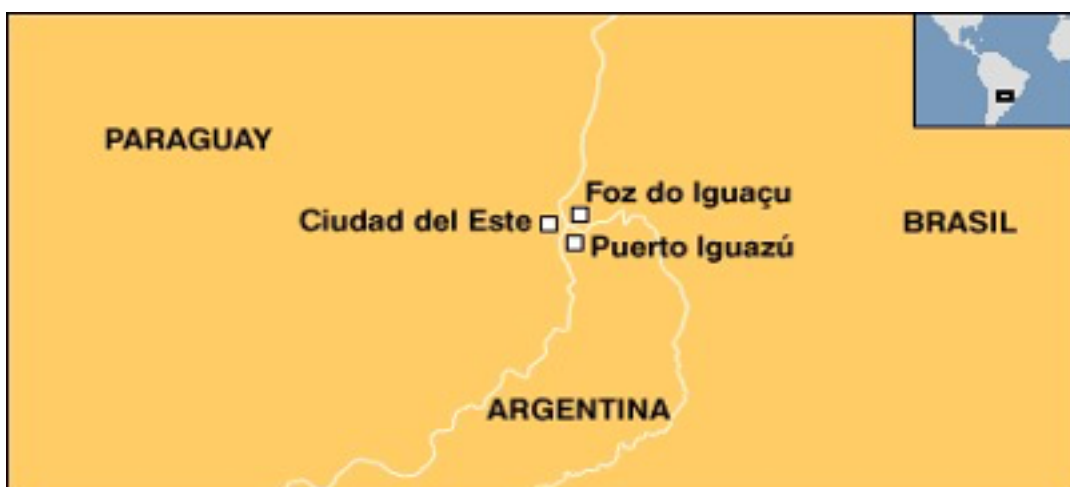 PARAGUAY
Foz do Iguaçu
Ciudad del Este
BRASIL
Puerto Iguazú
ARGENTINA